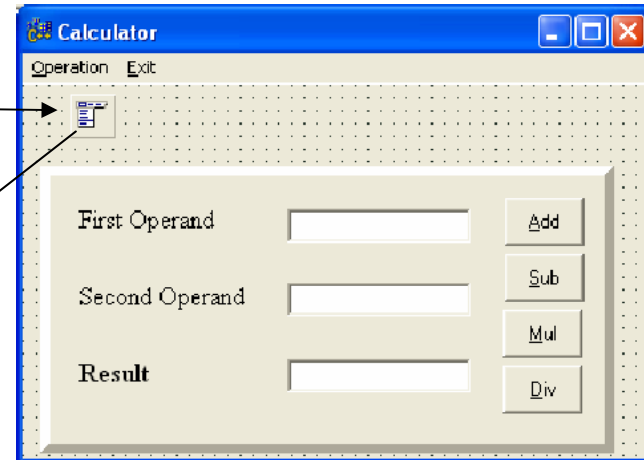 Calculator
Operation Exit
First Operand
Add
Sub
Second Operand
Mul
Result
Div